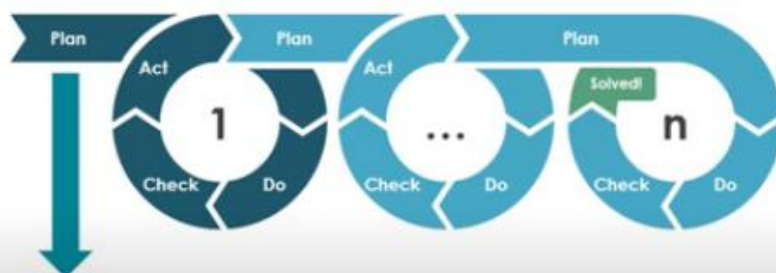 Plan
Plan
Plan
Act
Act
Solved!
1
...
n
Check
Do
Check
Do
Check
Do